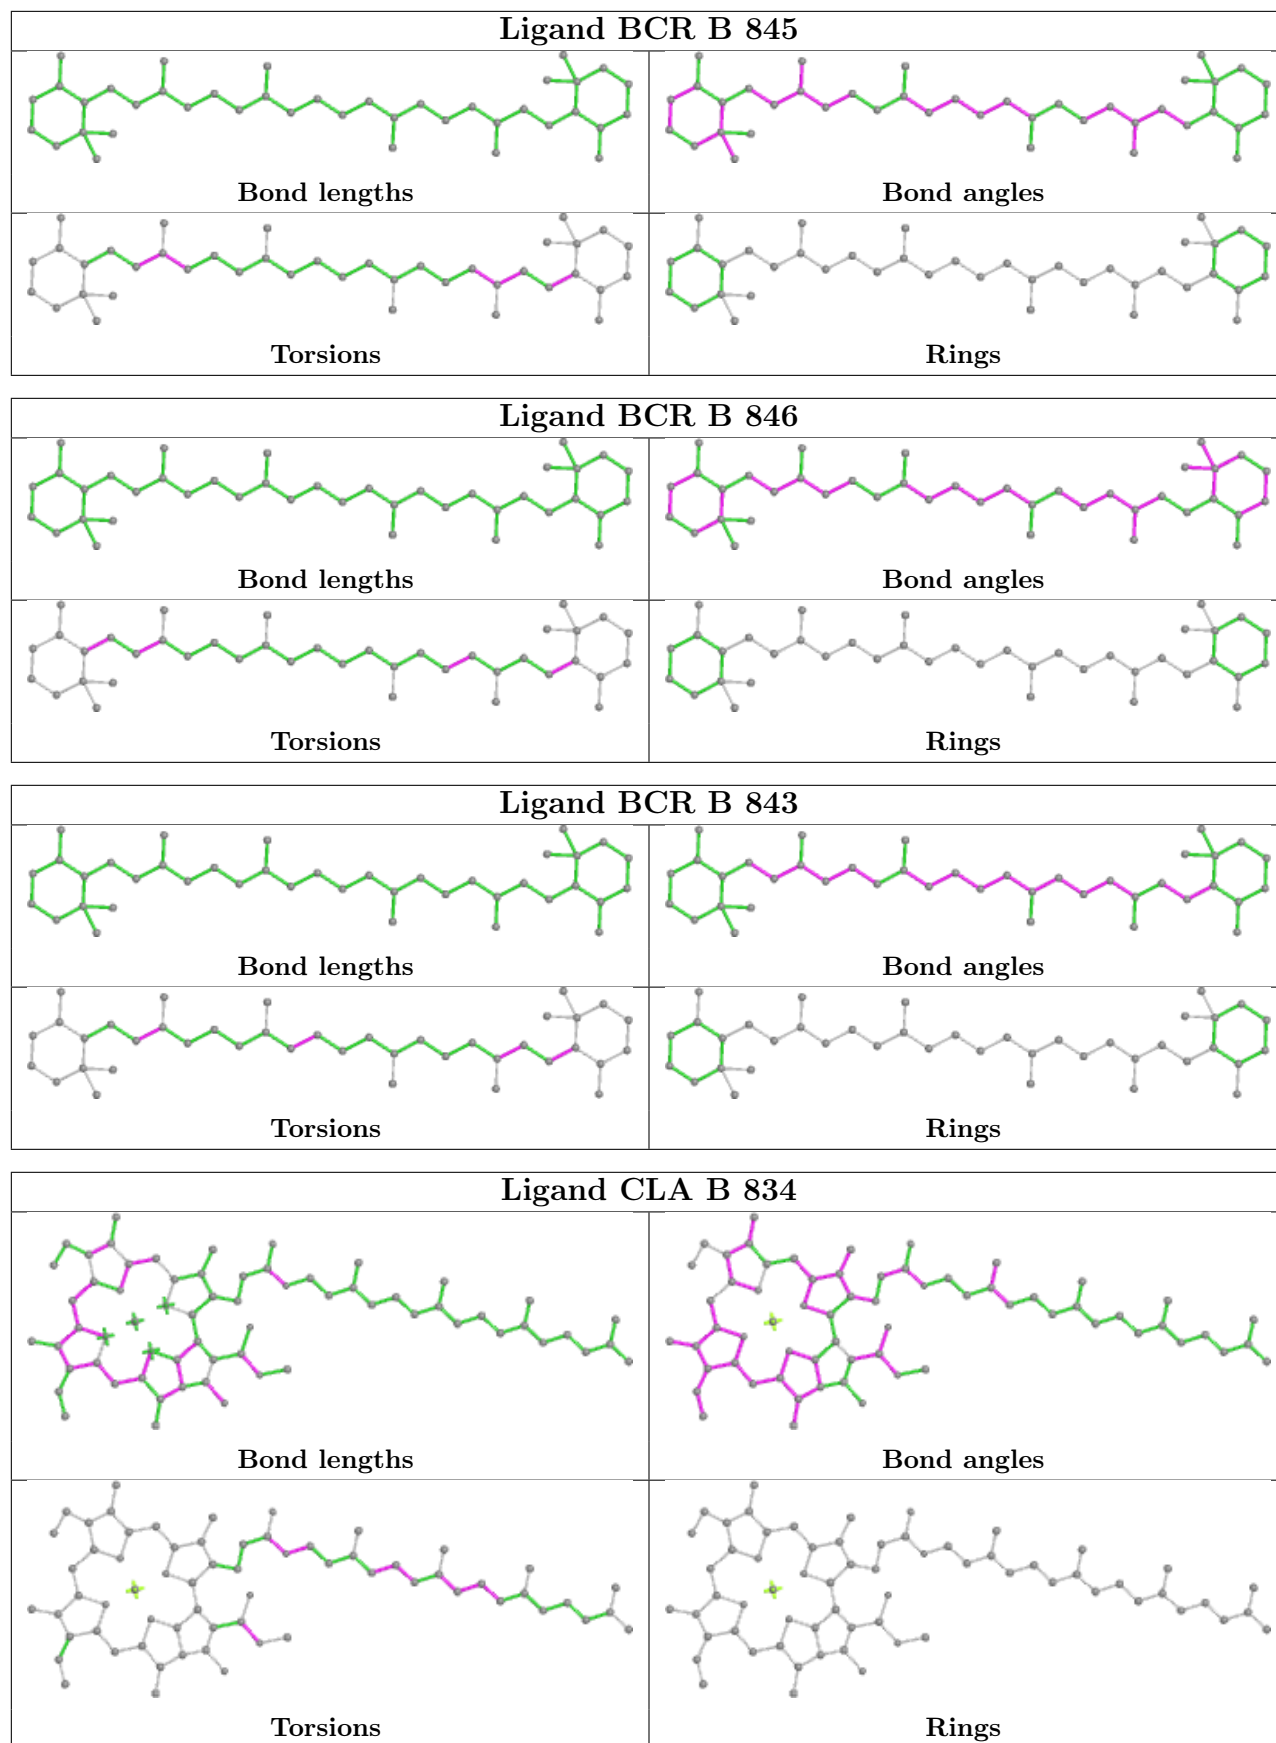 Ligand BCR B 845
Bond lengths
Bond angles
Torsions
Rings
Ligand BCR B 846
Bond lengths
Bond angles
Torsions
Rings
Ligand BCR B 843
Bond lengths
Bond angles
Torsions
Rings
Ligand CLA B 834
Bond lengths
Bond angles
Torsions
Rings